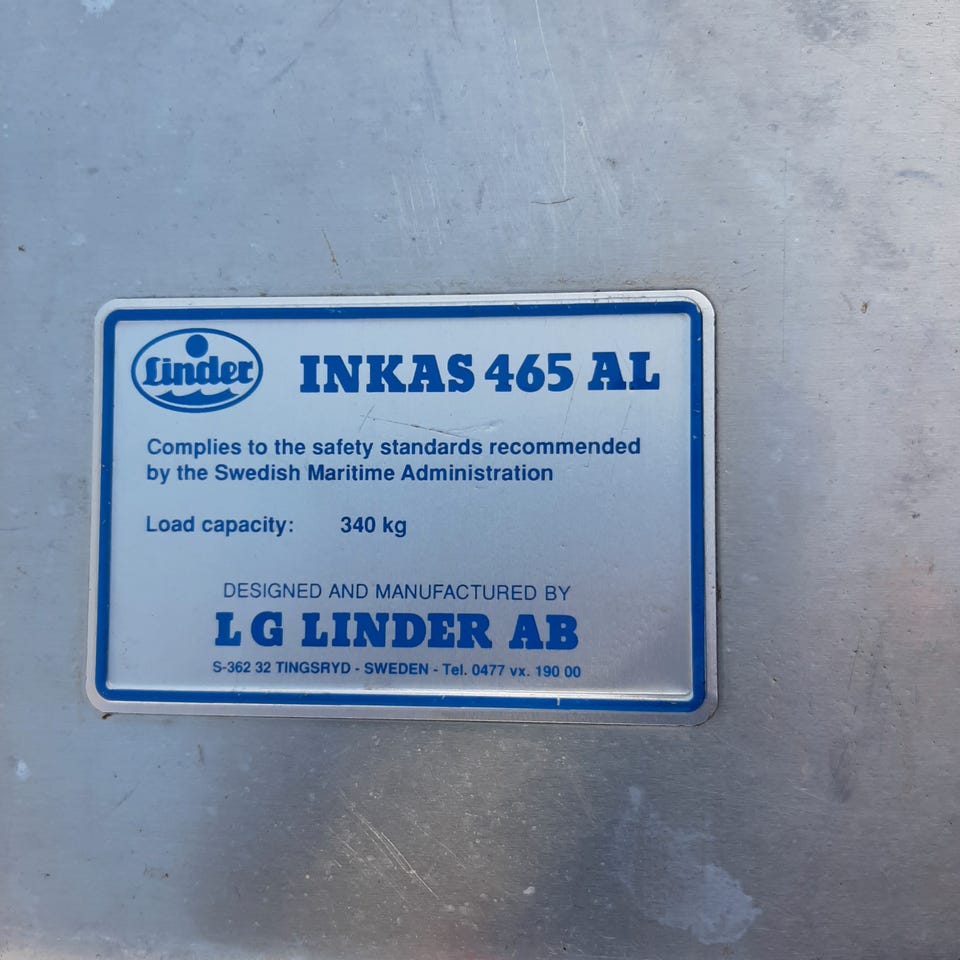 Linder
INKAS 465 AL
Complies to the safety standards recommended
by the Swedish Maritime Administration
Load capacity: 340 kg
DESIGNED AND MANUFACTURED BY
L G LINDER AB
S-362 32 TINGSRYD - SWEDEN - Tel. 0477 vx. 190 00